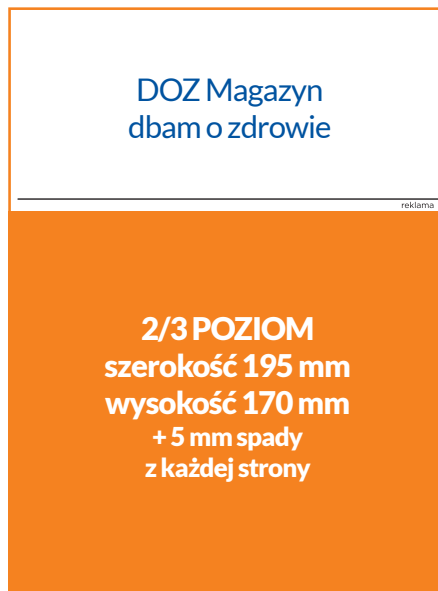 DOZ Magazyn
dbam o zdrowie
reklama
2/3 POZIOM
szerokość 195 mm
wysokość 170 mm
+ 5 mm spady
z każdej strony